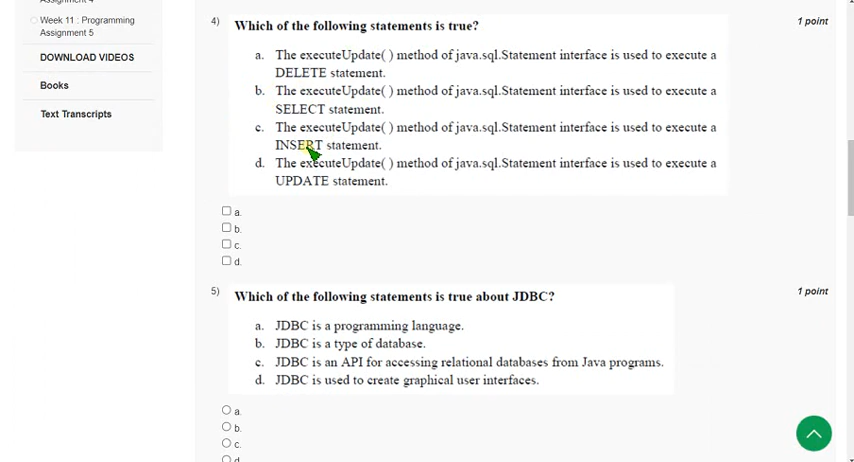 Week 11 : Programming
Assignment 5
DOWNLOAD VIDEOS
Books
Text Transcripts
4) Which of the following statements is true? 1 point
a. The executeUpdate( ) method of java.sql.Statement interface is used to execute a
DELETE statement.
b. The executeUpdate( ) method of java.sql.Statement interface is used to execute a
SELECT statement.
c. The executeUpdate( ) method of java.sql.Statement interface is used to execute a
INSERT statement.
d. The executeUpdate( ) method of java.sql.Statement interface is used to execute a
UPDATE statement.
a.
b.
c.
d.
5) Which of the following statements is true about JDBC? 1 point
a. JDBC is a programming language.
b. JDBC is a type of database.
c. JDBC is an API for accessing relational databases from Java programs.
d. JDBC is used to create graphical user interfaces.
a.
b.
c.
d.